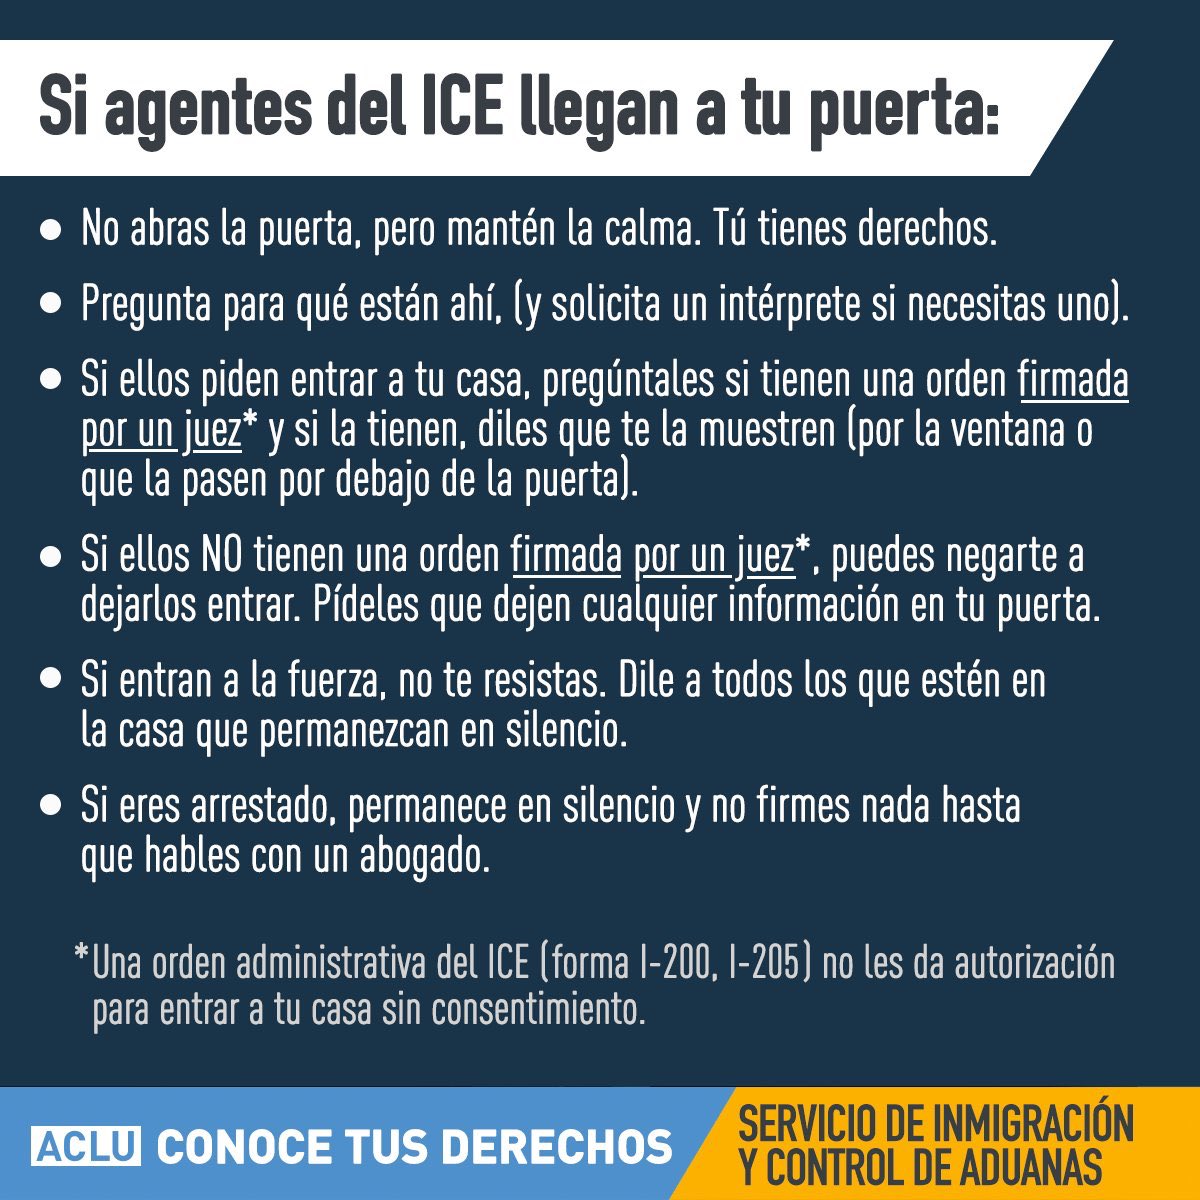 Si agentes del ICE llegan a tu puerta:
• No abras la puerta, pero mantén la calma. Tú tienes derechos.
• Pregunta para qué están ahí, (y solicita un intérprete si necesitas uno).
• Si ellos piden entrar a tu casa, pregúntales si tienen una orden firmada
por un juez* y si la tienen, diles que te la muestren (por la ventana o
que la pasen por debajo de la puerta).
• Si ellos NO tienen una orden firmada por un juez*, puedes negarte a
dejarlos entrar. Pídeles que dejen cualquier información en tu puerta.
• Si entran a la fuerza, no te resistas. Dile a todos los que estén en
la casa que permanezcan en silencio.
• Si eres arrestado, permanece en silencio y no firmes nada hasta
que hables con un abogado.
*Una orden administrativa del ICE (forma I-200, I-205) no les da autorización
para entrar a tu casa sin consentimiento.
ACLU CONOCE TUS DERECHOS
SERVICIO DE INMIGRACIÓN
Y CONTROL DE ADUANAS